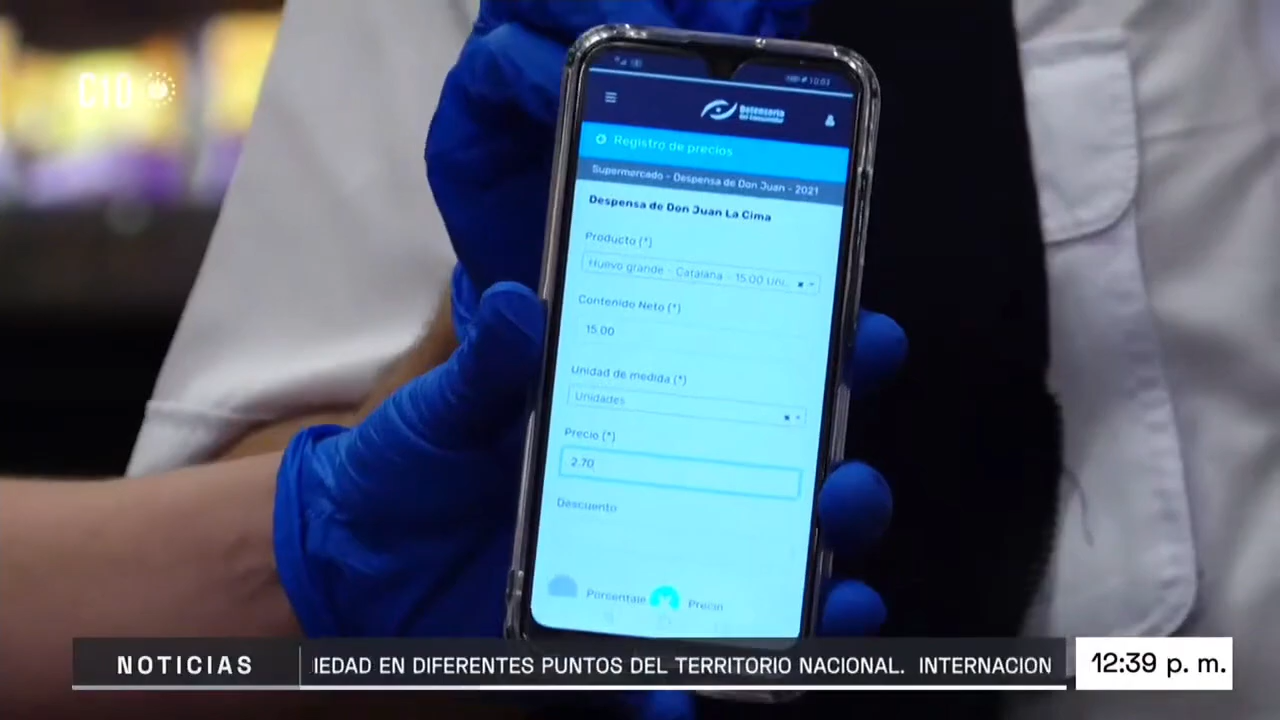 C10
10:03
Defensoría
del Consumidor
Registro de precios
Supermercado - Despensa de Don Juan - 2021
Despensa de Don Juan La Cima
Producto (*)
Huevo grande - Catalana - 15.00 Uni...
Contenido Neto (*)
15.00
Unidad de medida (*)
Unidades
Precio (*)
2.70
Descuento
Porcentaje
Precio
NOTICIAS
IEDAD EN DIFERENTES PUNTOS DEL TERRITORIO NACIONAL. INTERNACION
12:39 p. m.